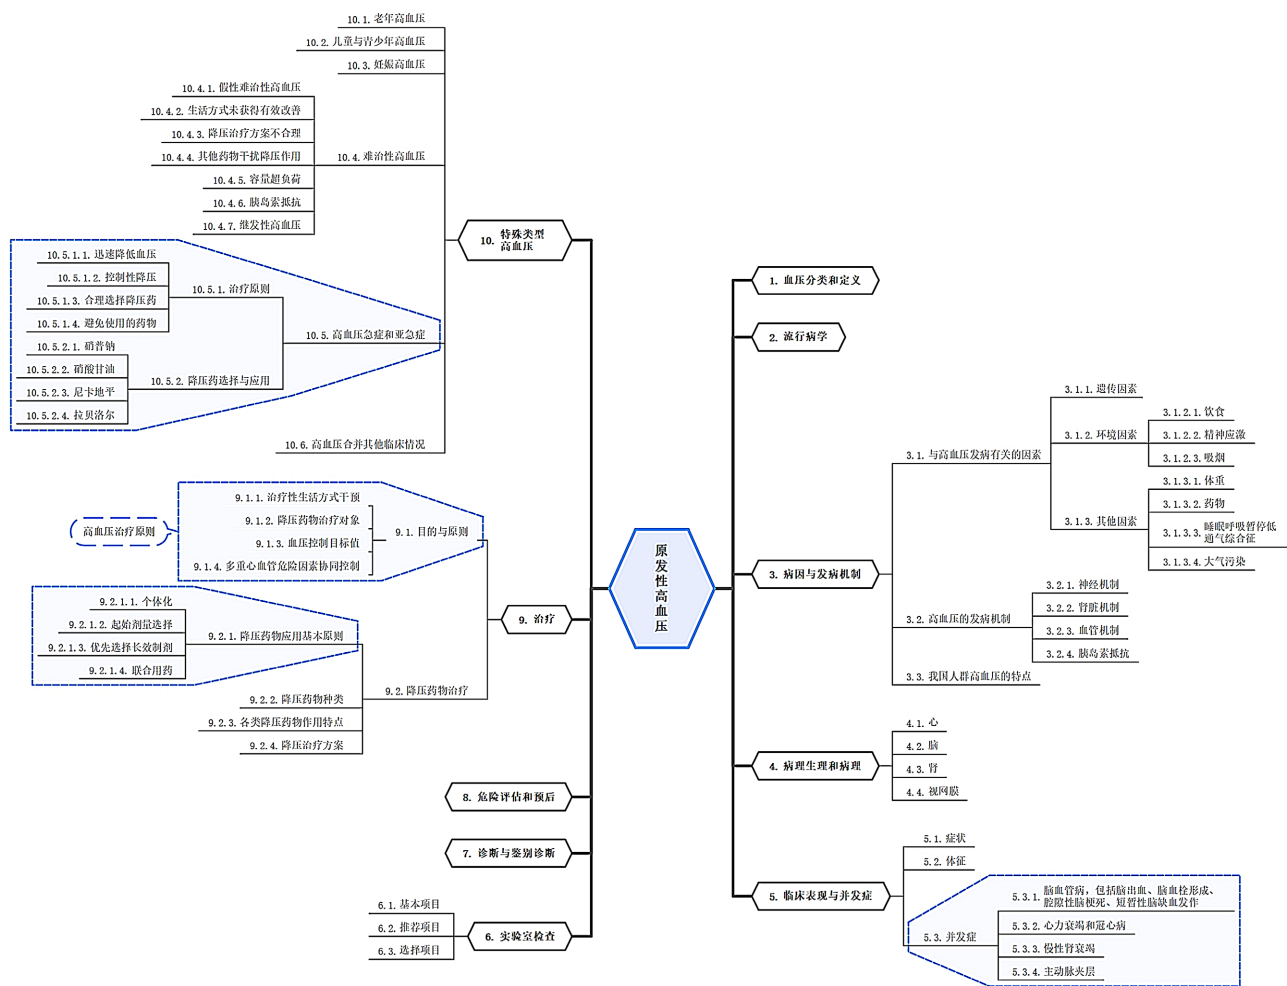 原发性高血压
1. 血压分类和定义
2. 流行病学
3. 病因与发病机制
3.1. 与高血压发病有关的因素
3.1.1. 遗传因素
3.1.2. 环境因素
3.1.2.1. 饮食
3.1.2.2. 精神应激
3.1.2.3. 吸烟
3.1.3. 其他因素
3.1.3.1. 体重
3.1.3.2. 药物
3.1.3.3. 睡眠呼吸暂停低
通气综合征
3.1.3.4. 大气污染
3.2. 高血压的发病机制
3.2.1. 神经机制
3.2.2. 肾脏机制
3.2.3. 血管机制
3.2.4. 胰岛素抵抗
3.3. 我国人群高血压的特点
4. 病理生理和病理
4.1. 心
4.2. 脑
4.3. 肾
4.4. 视网膜
5. 临床表现与并发症
5.1. 症状
5.2. 体征
5.3. 并发症
5.3.1. 脑血管病，包括脑出血、脑血栓形成、
腔隙性脑梗死、短暂性脑缺血发作
5.3.2. 心力衰竭和冠心病
5.3.3. 慢性肾衰竭
5.3.4. 主动脉夹层
6. 实验室检查
6.1. 基本项目
6.2. 推荐项目
6.3. 选择项目
7. 诊断与鉴别诊断
8. 危险评估和预后
9. 治疗
9.1. 目的与原则
高血压治疗原则
9.1.1. 治疗性生活方式干预
9.1.2. 降压药物治疗对象
9.1.3. 血压控制目标值
9.1.4. 多重心血管危险因素协同控制
9.2. 降压药物治疗
9.2.1. 降压药物应用基本原则
9.2.1.1. 个体化
9.2.1.2. 起始剂量选择
9.2.1.3. 优先选择长效制剂
9.2.1.4. 联合用药
9.2.2. 降压药物种类
9.2.3. 各类降压药物作用特点
9.2.4. 降压治疗方案
10. 特殊类型
高血压
10.1. 老年高血压
10.2. 儿童与青少年高血压
10.3. 妊娠高血压
10.4. 难治性高血压
10.4.1. 假性难治性高血压
10.4.2. 生活方式未获得有效改善
10.4.3. 降压治疗方案不合理
10.4.4. 其他药物干扰降压作用
10.4.5. 容量超负荷
10.4.6. 胰岛素抵抗
10.4.7. 继发性高血压
10.5. 高血压急症和亚急症
10.5.1. 治疗原则
10.5.1.1. 迅速降低血压
10.5.1.2. 控制性降压
10.5.1.3. 合理选择降压药
10.5.1.4. 避免使用的药物
10.5.2. 降压药选择与应用
10.5.2.1. 硝普钠
10.5.2.2. 硝酸甘油
10.5.2.3. 尼卡地平
10.5.2.4. 拉贝洛尔
10.6. 高血压合并其他临床情况